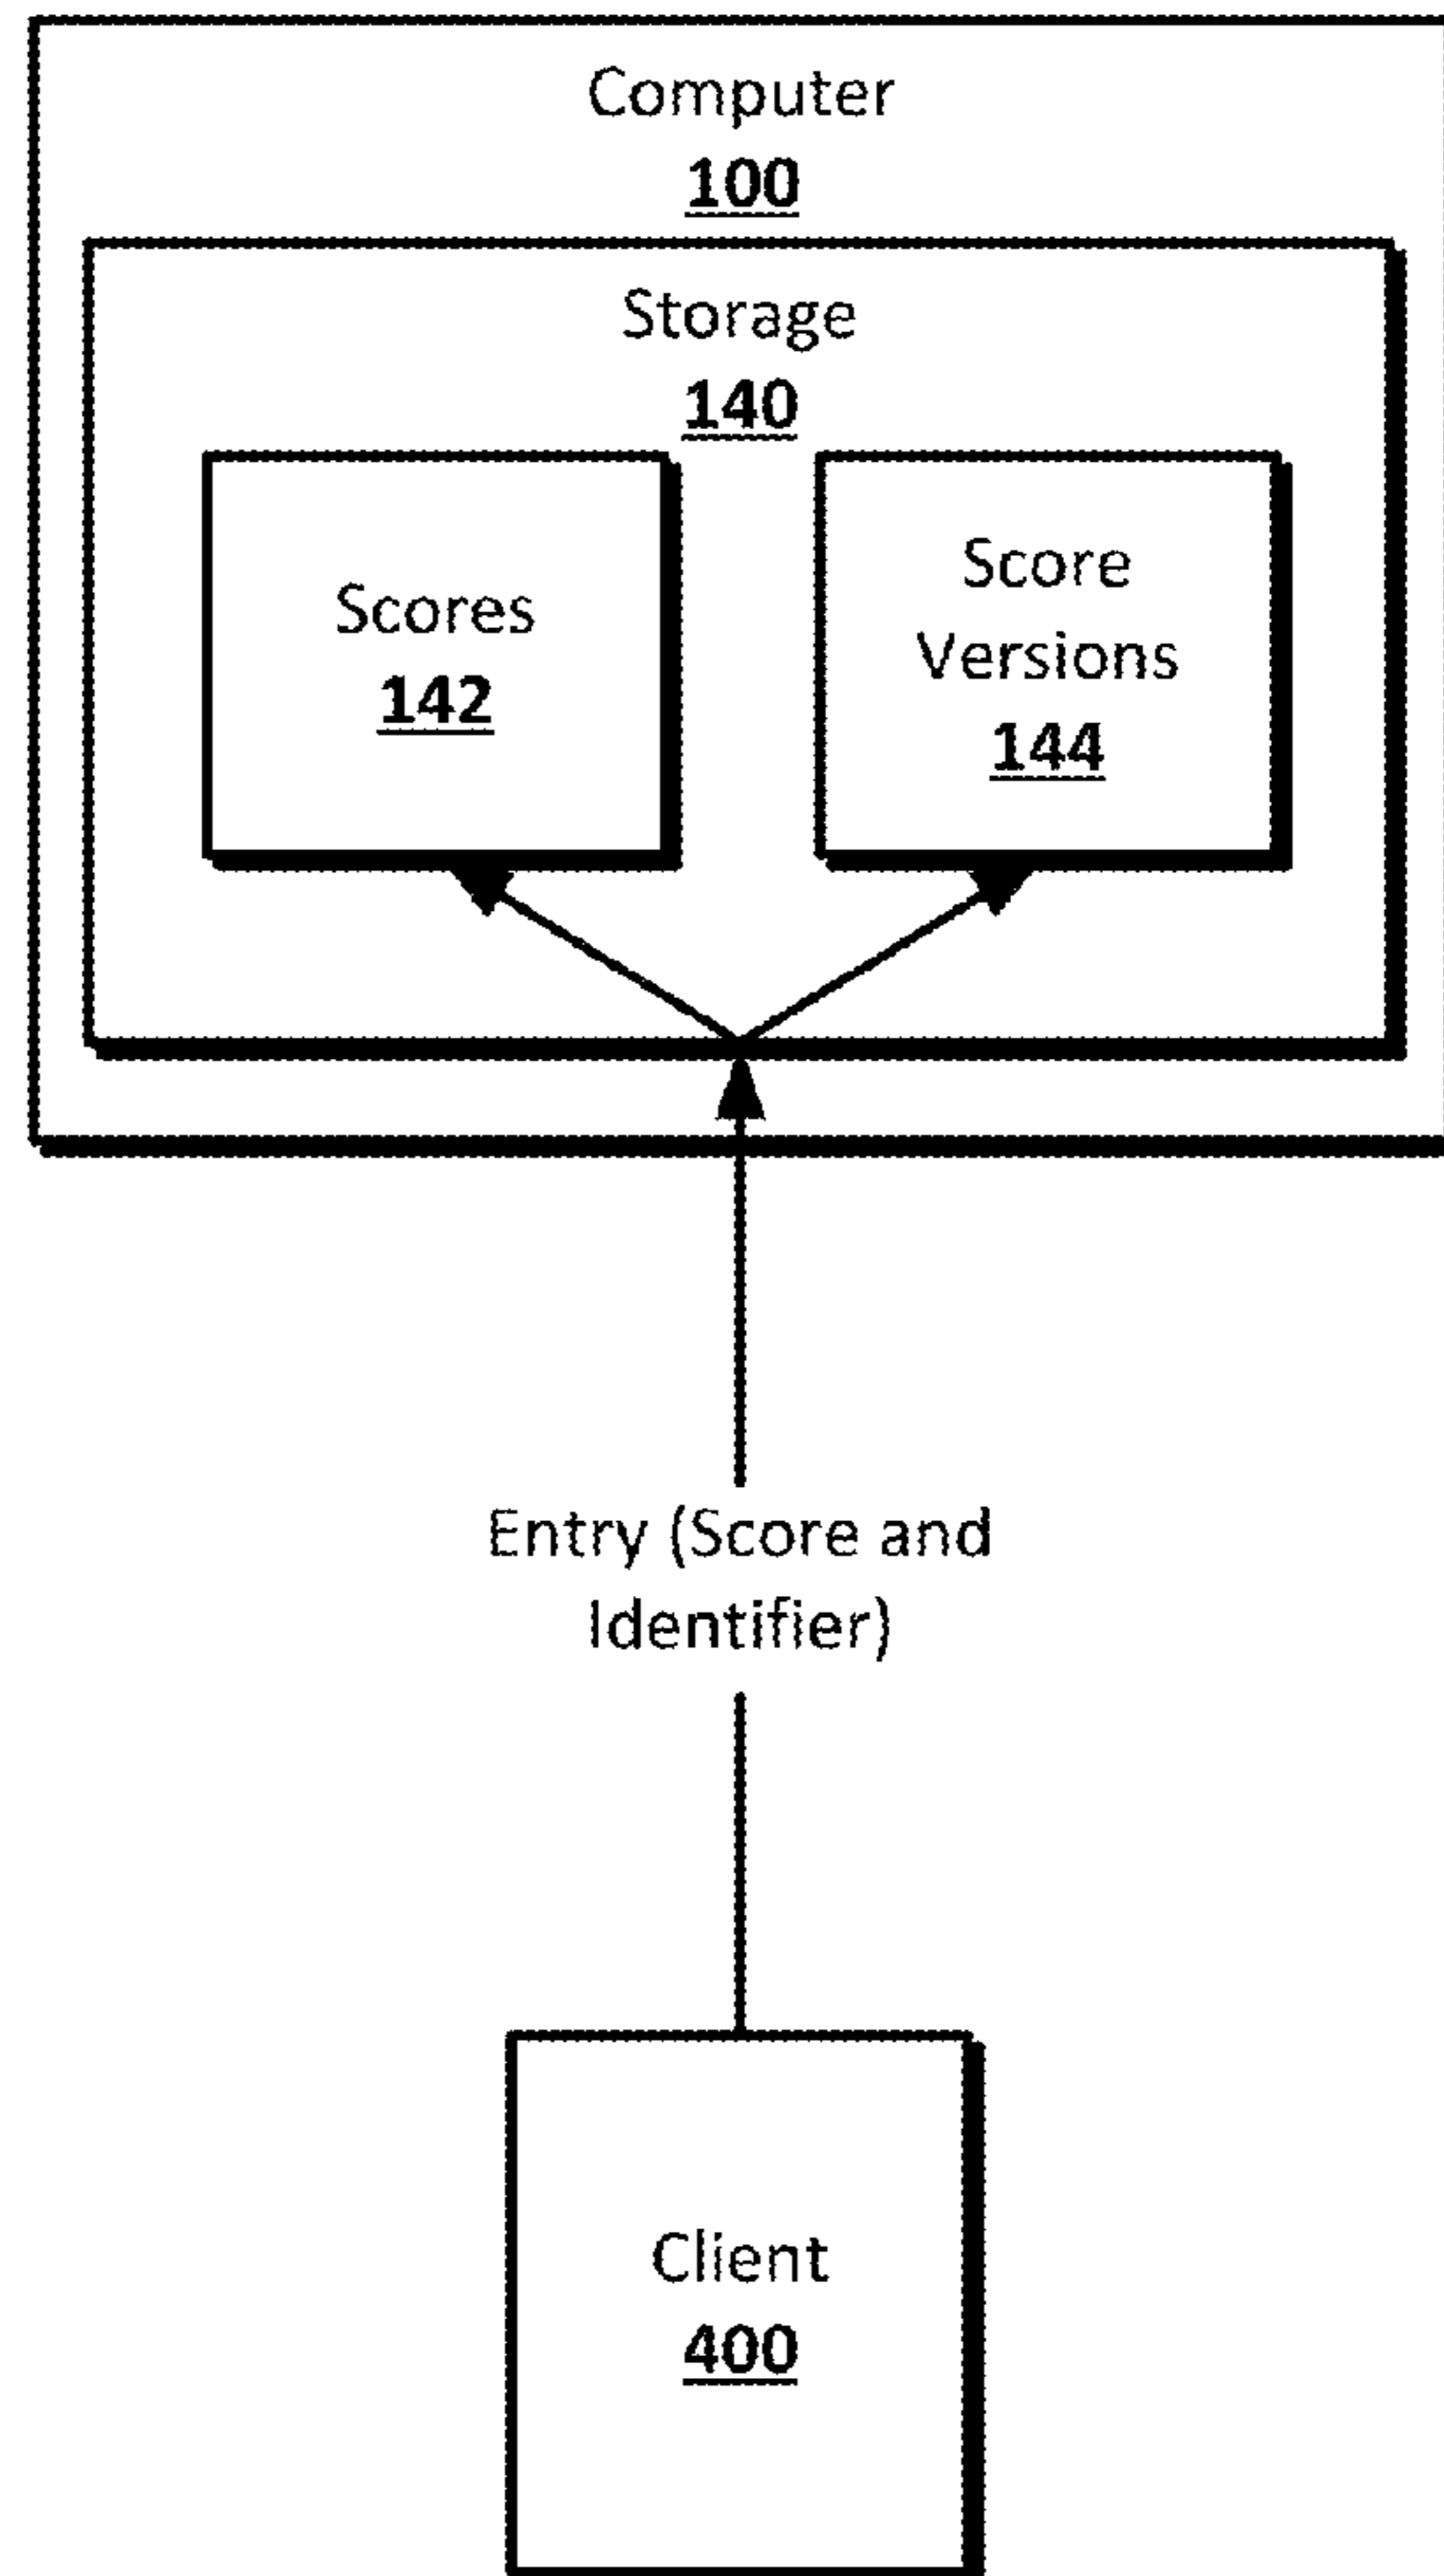 Computer
100
Storage
140
Scores
142
Score
Versions
144
Entry (Score and
Identifier)
Client
400